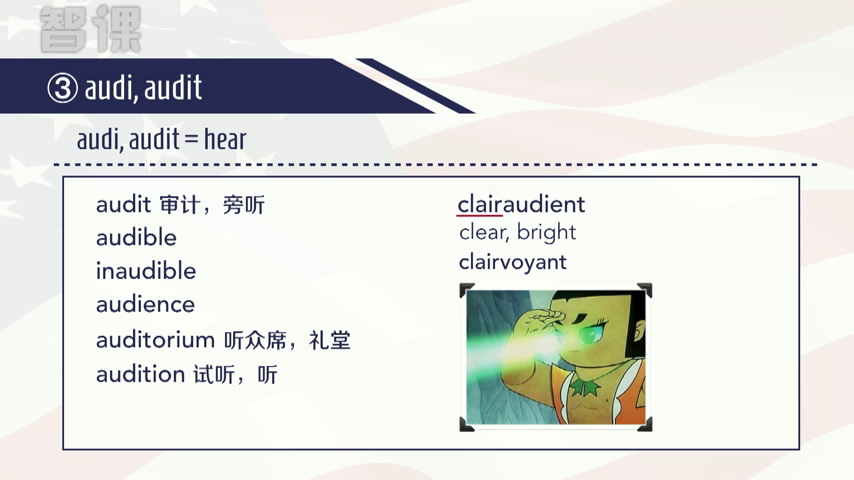 智课
③ audi, audit
audi, audit = hear
audit 审计，旁听
audible
inaudible
audience
auditorium 听众席，礼堂
audition 试听，听
clairaudient
clear, bright
clairvoyant